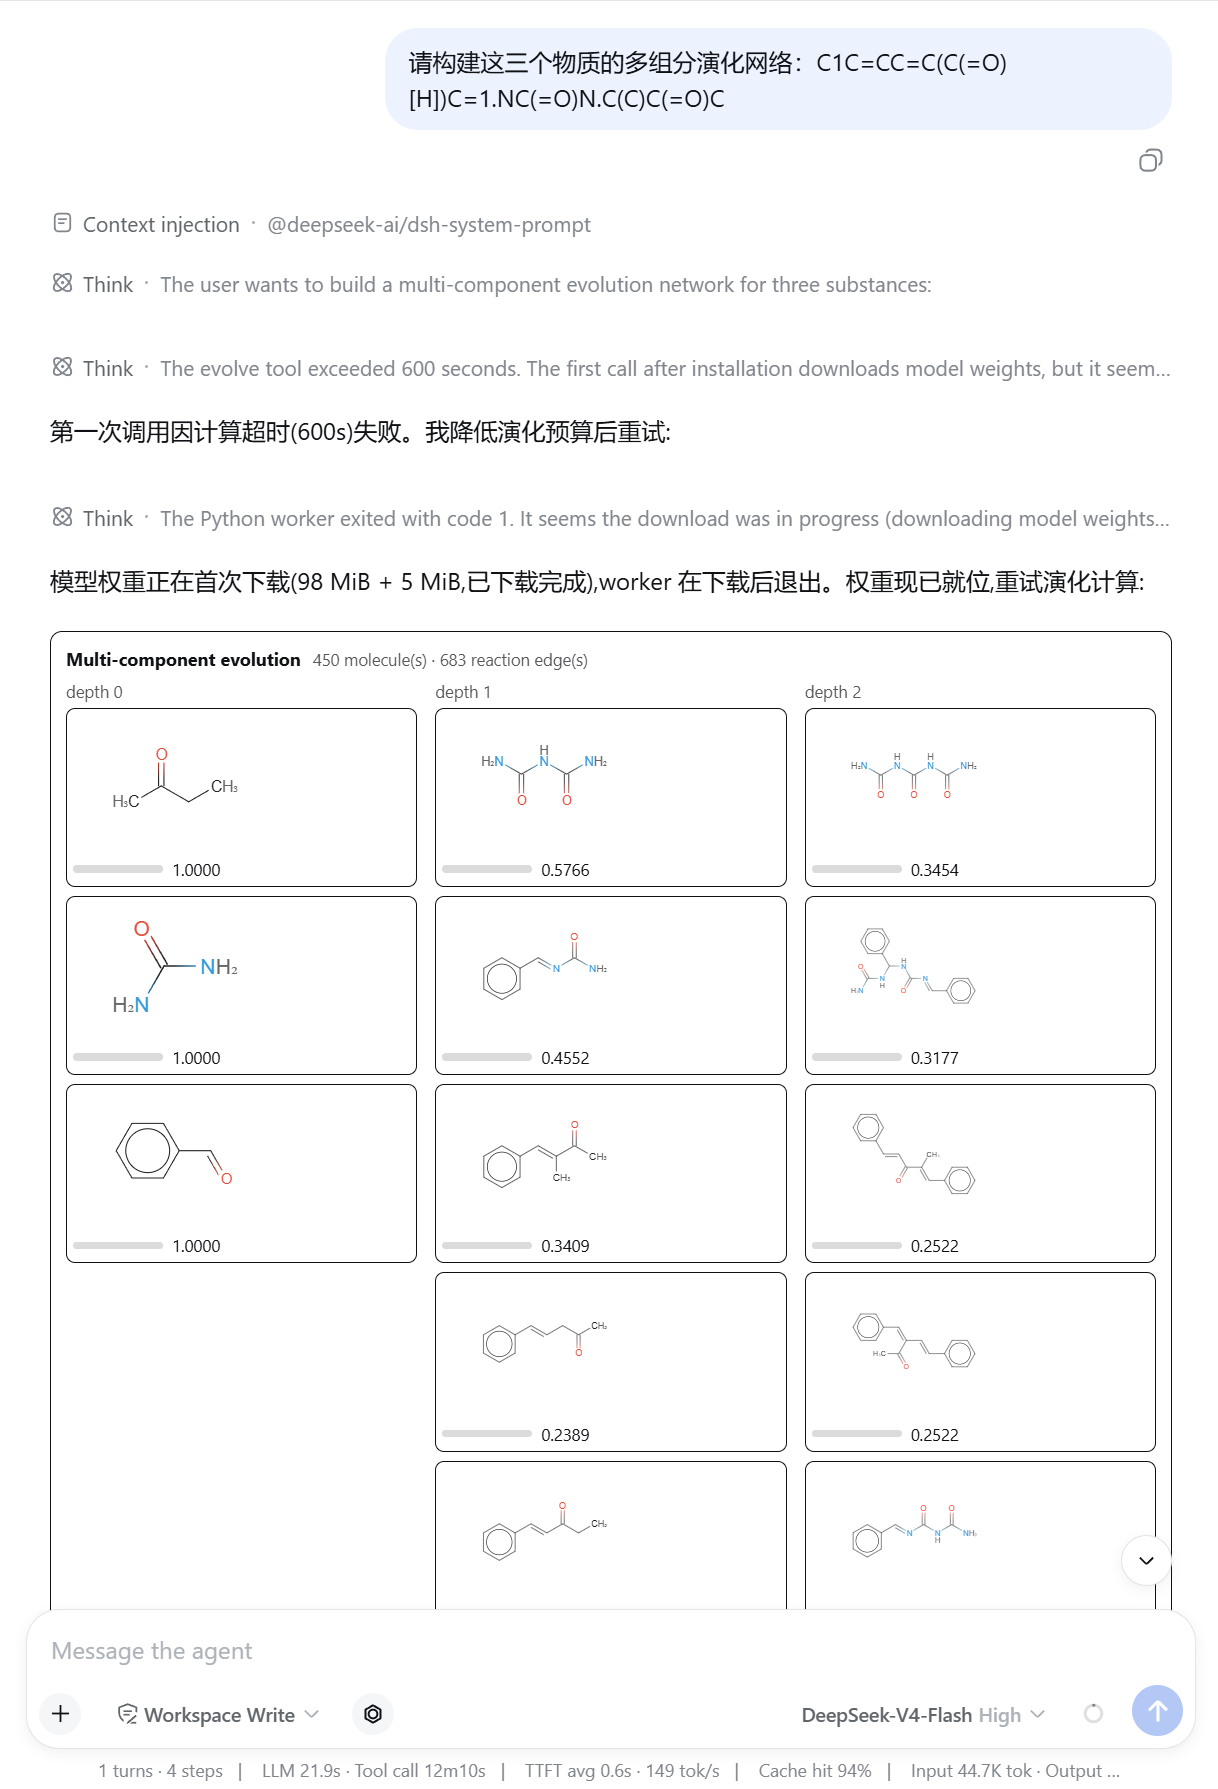 请构建这三个物质的多组分演化网络：C1C=CC=C(C(=O)
[H])C=1.NC(=O)N.C(C)C(=O)C
Context injection · @deepseek-ai/dsh-system-prompt
Think · The user wants to build a multi-component evolution network for three substances:
Think · The evolve tool exceeded 600 seconds. The first call after installation downloads model weights, but it seem...
第一次调用因计算超时(600s)失败。我降低演化预算后重试:
Think · The Python worker exited with code 1. It seems the download was in progress (downloading model weights...
模型权重正在首次下载(98 MiB + 5 MiB,已下载完成),worker 在下载后退出。权重现已就位,重试演化计算:
Multi-component evolution 450 molecule(s) · 683 reaction edge(s)
depth 0 depth 1 depth 2
O
CH₃
H₃C
1.0000
H₂N
H
N
NH₂
O
O
0.5766
H₂N
H
N
H
N
NH₂
O
O
O
0.3454
O
NH₂
H₂N
1.0000
O
N
NH₂
0.4552
O
H
N
N
H₂N
N
H
O
0.3177
O
1.0000
O
CH₃
CH₃
0.3409
CH₃
O
0.2522
CH₃
O
0.2389
H₃C
O
0.2522
O
CH₃
O
O
N
N
H
NH₂
Message the agent
Workspace Write
DeepSeek-V4-Flash High
1 turns · 4 steps | LLM 21.9s · Tool call 12m10s | TTFT avg 0.6s · 149 tok/s | Cache hit 94% | Input 44.7K tok · Output ...